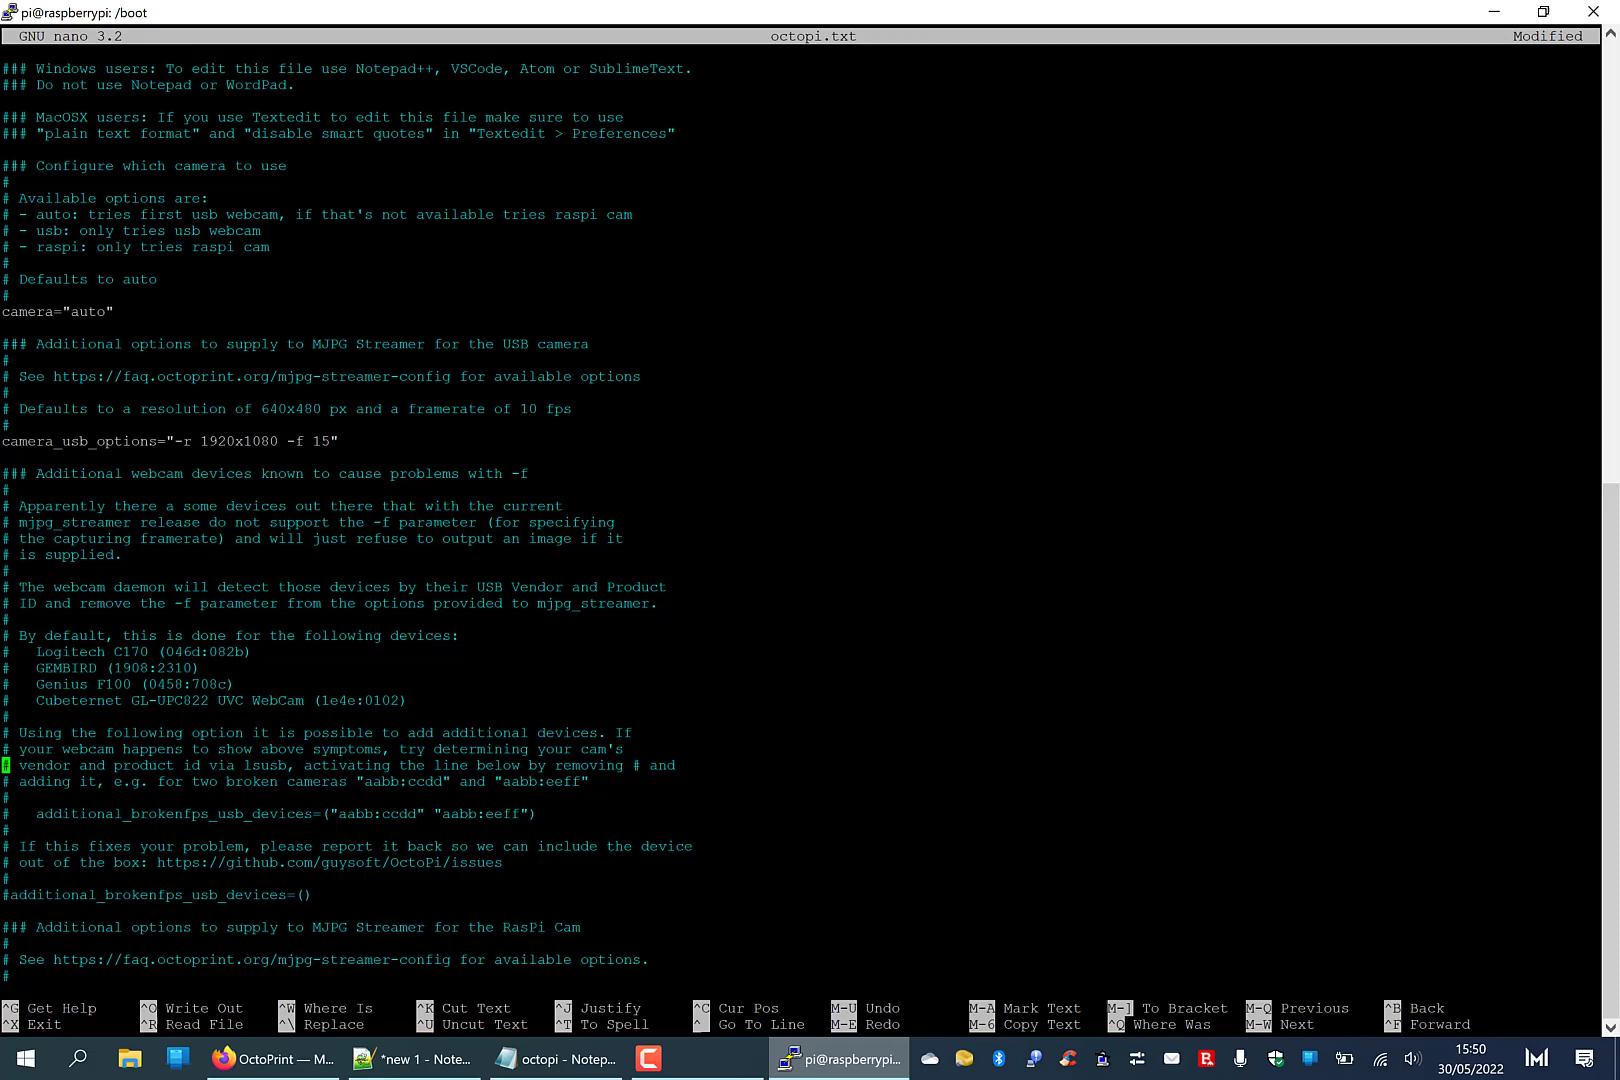 pi@raspberrypi: /boot
GNU nano 3.2 octopi.txt Modified
### Windows users: To edit this file use Notepad++, VSCode, Atom or SublimeText.
### Do not use Notepad or WordPad.
### MacOSX users: If you use Textedit to edit this file make sure to use
### "plain text format" and "disable smart quotes" in "Textedit > Preferences"
### Configure which camera to use
#
# Available options are:
# - auto: tries first usb webcam, if that's not available tries raspi cam
# - usb: only tries usb webcam
# - raspi: only tries raspi cam
#
# Defaults to auto
#
camera="auto"
### Additional options to supply to MJPG Streamer for the USB camera
#
# See https://faq.octoprint.org/mjpg-streamer-config for available options
#
# Defaults to a resolution of 640x480 px and a framerate of 10 fps
#
camera_usb_options="-r 1920x1080 -f 15"
### Additional webcam devices known to cause problems with -f
#
# Apparently there a some devices out there that with the current
# mjpg_streamer release do not support the -f parameter (for specifying
# the capturing framerate) and will just refuse to output an image if it
# is supplied.
#
# The webcam daemon will detect those devices by their USB Vendor and Product
# ID and remove the -f parameter from the options provided to mjpg_streamer.
#
# By default, this is done for the following devices:
#   Logitech C170 (046d:082b)
#   GEMBIRD (1908:2310)
#   Genius F100 (0458:708c)
#   Cubeternet GL-UPC822 UVC WebCam (1e4e:0102)
#
# Using the following option it is possible to add additional devices. If
# your webcam happens to show above symptoms, try determining your cam's
# vendor and product id via lsusb, activating the line below by removing # and
# adding it, e.g. for two broken cameras "aabb:ccdd" and "aabb:eeff"
#
#   additional_brokenfps_usb_devices=("aabb:ccdd" "aabb:eeff")
#
# If this fixes your problem, please report it back so we can include the device
# out of the box: https://github.com/guysoft/OctoPi/issues
#
#additional_brokenfps_usb_devices=()
### Additional options to supply to MJPG Streamer for the RasPi Cam
#
# See https://faq.octoprint.org/mjpg-streamer-config for available options.
#
^G Get Help ^O Write Out ^W Where Is ^K Cut Text ^J Justify ^C Cur Pos M-U Undo M-A Mark Text M-] To Bracket M-Q Previous ^B Back
^X Exit ^R Read File ^\ Replace ^U Uncut Text ^T To Spell ^_ Go To Line M-E Redo M-6 Copy Text ^Q Where Was M-W Next ^F Forward
OctoPrint — M... *new 1 - Note... octopi - Notep... pi@raspberrypi... 15:50
30/05/2022